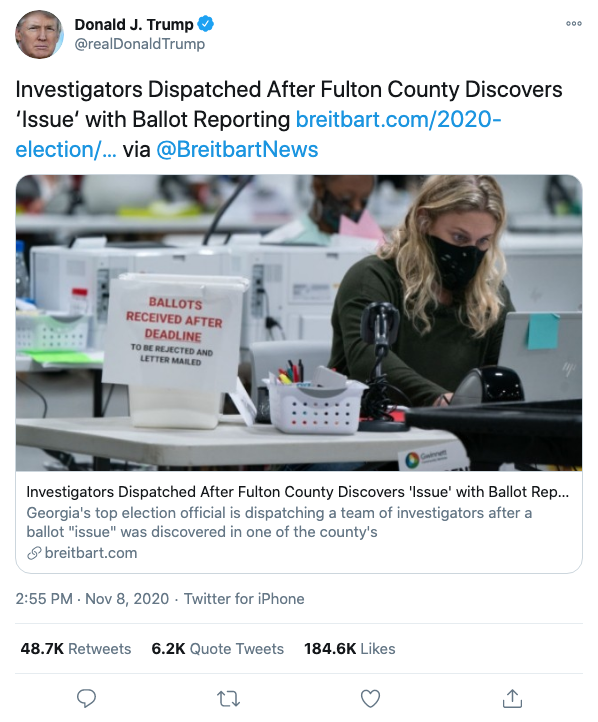 Donald J. Trump
@realDonaldTrump
Investigators Dispatched After Fulton County Discovers
‘Issue’ with Ballot Reporting breitbart.com/2020-
election/… via @BreitbartNews
BALLOTS
RECEIVED AFTER
DEADLINE
TO BE REJECTED AND
LETTER MAILED
Gwinnett
Investigators Dispatched After Fulton County Discovers 'Issue' with Ballot Rep...
Georgia's top election official is dispatching a team of investigators after a
ballot "issue" was discovered in one of the county's
breitbart.com
2:55 PM · Nov 8, 2020 · Twitter for iPhone
48.7K Retweets 6.2K Quote Tweets 184.6K Likes